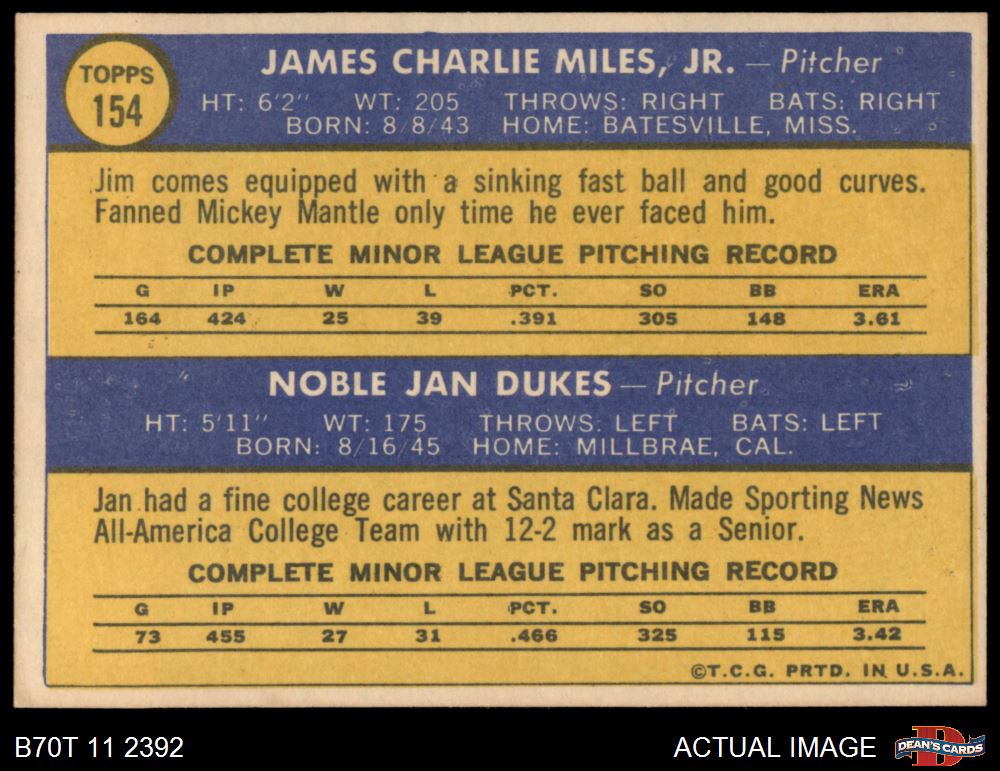 TOPPS
154
JAMES CHARLIE MILES, JR. — Pitcher
HT: 6'2" WT: 205 THROWS: RIGHT BATS: RIGHT
BORN: 8/8/43 HOME: BATESVILLE, MISS.
Jim comes equipped with a sinking fast ball and good curves.
Fanned Mickey Mantle only time he ever faced him.
COMPLETE MINOR LEAGUE PITCHING RECORD
G IP W L PCT. SO BB ERA
164 424 25 39 .391 305 148 3.61
NOBLE JAN DUKES — Pitcher
HT: 5'11" WT: 175 THROWS: LEFT BATS: LEFT
BORN: 8/16/45 HOME: MILLBRAE, CAL.
Jan had a fine college career at Santa Clara. Made Sporting News
All-America College Team with 12-2 mark as a Senior.
COMPLETE MINOR LEAGUE PITCHING RECORD
G IP W L PCT. SO BB ERA
73 455 27 31 .466 325 115 3.42
©T.C.G. PRTD. IN U.S.A.
B70T 11 2392 ACTUAL IMAGE DEAN'S CARDS